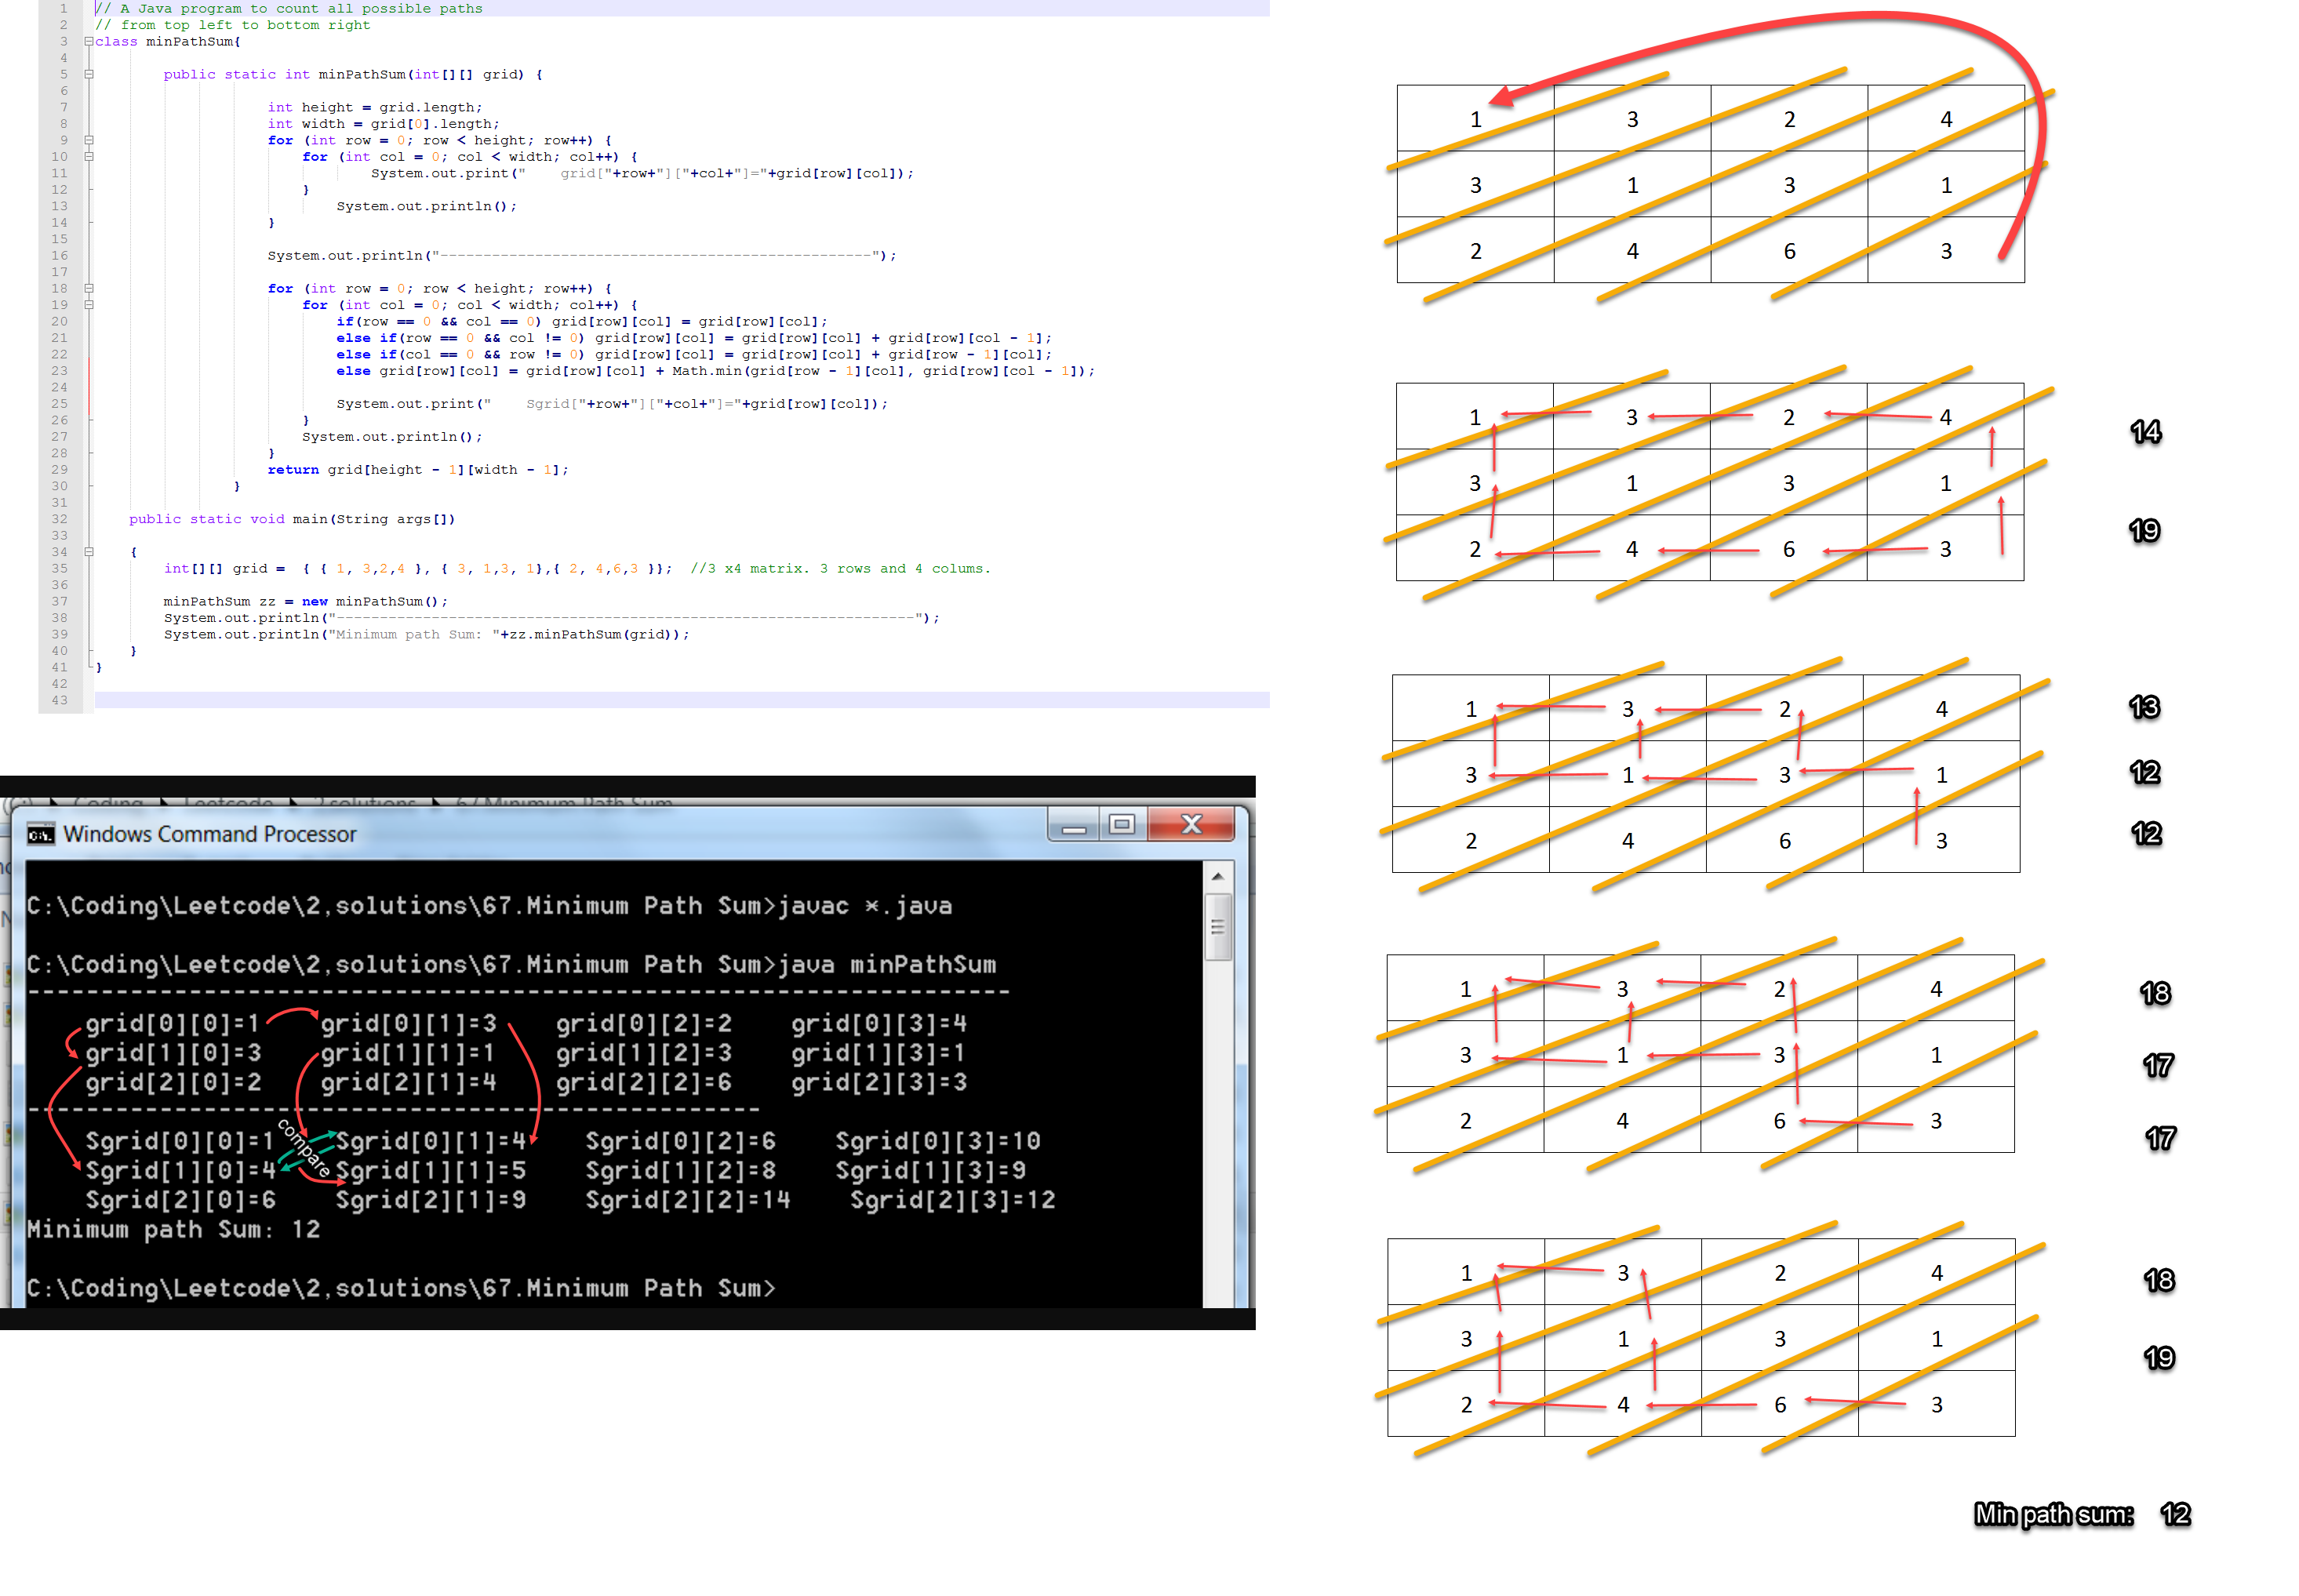 1 // A Java program to count all possible paths
2 // from top left to bottom right
3 class minPathSum{
4
5 public static int minPathSum(int[][] grid) {
6
7 int height = grid.length;
8 int width = grid[0].length;
9 for (int row = 0; row < height; row++) {
10 for (int col = 0; col < width; col++) {
11 System.out.print("    grid["+row+"]["+col+"]="+grid[row][col]);
12 }
13 System.out.println();
14 }
15
16 System.out.println("--------------------------------------------------");
17
18 for (int row = 0; row < height; row++) {
19 for (int col = 0; col < width; col++) {
20 if(row == 0 && col == 0) grid[row][col] = grid[row][col];
21 else if(row == 0 && col != 0) grid[row][col] = grid[row][col] + grid[row][col - 1];
22 else if(col == 0 && row != 0) grid[row][col] = grid[row][col] + grid[row - 1][col];
23 else grid[row][col] = grid[row][col] + Math.min(grid[row - 1][col], grid[row][col - 1]);
24
25 System.out.print("    Sgrid["+row+"]["+col+"]="+grid[row][col]);
26 }
27 System.out.println();
28 }
29 return grid[height - 1][width - 1];
30 }
31
32 public static void main(String args[])
33
34 {
35 int[][] grid =  { { 1, 3,2,4 }, { 3, 1,3, 1},{ 2, 4,6,3 }};  //3 x4 matrix. 3 rows and 4 colums.
36
37 minPathSum zz = new minPathSum();
38 System.out.println("-------------------------------------------------------------------");
39 System.out.println("Minimum path Sum: "+zz.minPathSum(grid));
40 }
41 }
42
43
Windows Command Processor
C:\Coding\Leetcode\2,solutions\67.Minimum Path Sum>javac *.java
C:\Coding\Leetcode\2,solutions\67.Minimum Path Sum>java minPathSum
-------------------------------------------------------------------
grid[0][0]=1    grid[0][1]=3    grid[0][2]=2    grid[0][3]=4
grid[1][0]=3    grid[1][1]=1    grid[1][2]=3    grid[1][3]=1
grid[2][0]=2    grid[2][1]=4    grid[2][2]=6    grid[2][3]=3
--------------------------------------------------
Sgrid[0][0]=1    Sgrid[0][1]=4    Sgrid[0][2]=6    Sgrid[0][3]=10
Sgrid[1][0]=4    Sgrid[1][1]=5    Sgrid[1][2]=8    Sgrid[1][3]=9
Sgrid[2][0]=6    Sgrid[2][1]=9    Sgrid[2][2]=14    Sgrid[2][3]=12
compare
Minimum path Sum: 12
C:\Coding\Leetcode\2,solutions\67.Minimum Path Sum>
1 3 2 4
3 1 3 1
2 4 6 3
1 3 2 4 14
3 1 3 1
2 4 6 3 19
1 3 2 4 13
3 1 3 1 12
2 4 6 3 12
1 3 2 4 18
3 1 3 1 17
2 4 6 3 17
1 3 2 4 18
3 1 3 1 19
2 4 6 3
Min path sum: 12